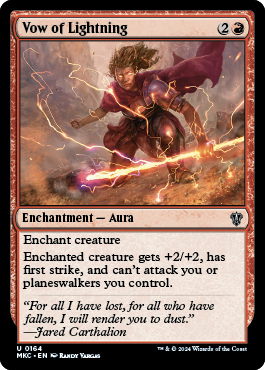 Vow of Lightning 2
Enchantment — Aura
Enchant creature
Enchanted creature gets +2/+2, has
first strike, and can't attack you or
planeswalkers you control.
"For all I have lost, for all who have
fallen, I will render you to dust."
—Jared Carthalion
U 0164
MKC • EN Randy Vargas ™ & © 2024 Wizards of the Coast